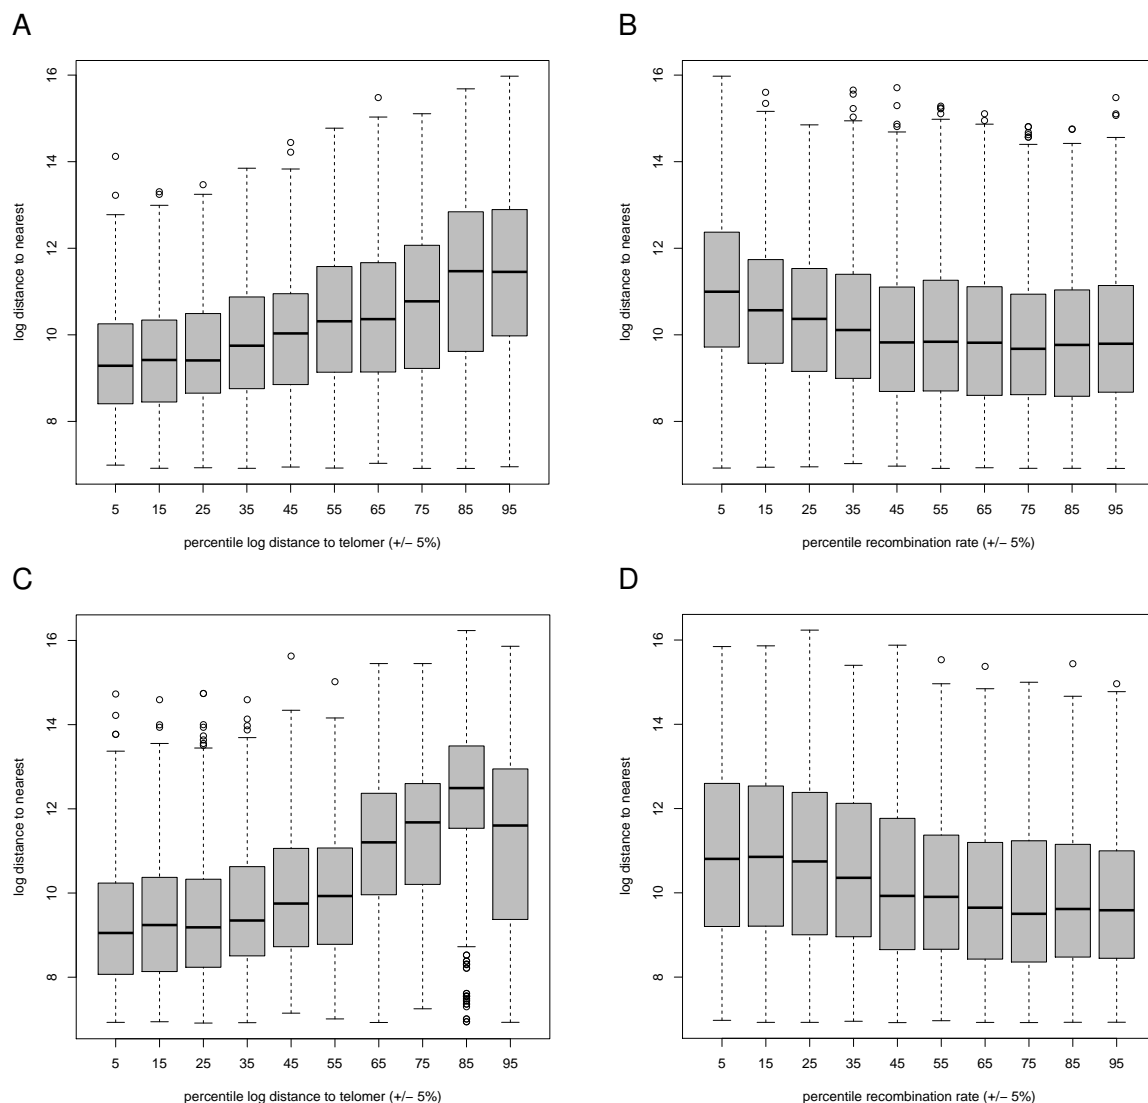 A
B
16
14
12
10
8
log distance to nearest
5 15 25 35 45 55 65 75 85 95
percentile log distance to telomer (+/− 5%)
16
14
12
10
8
log distance to nearest
5 15 25 35 45 55 65 75 85 95
percentile recombination rate (+/− 5%)
C
D
16
14
12
10
8
log distance to nearest
5 15 25 35 45 55 65 75 85 95
percentile log distance to telomer (+/− 5%)
16
14
12
10
8
log distance to nearest
5 15 25 35 45 55 65 75 85 95
percentile recombination rate (+/− 5%)